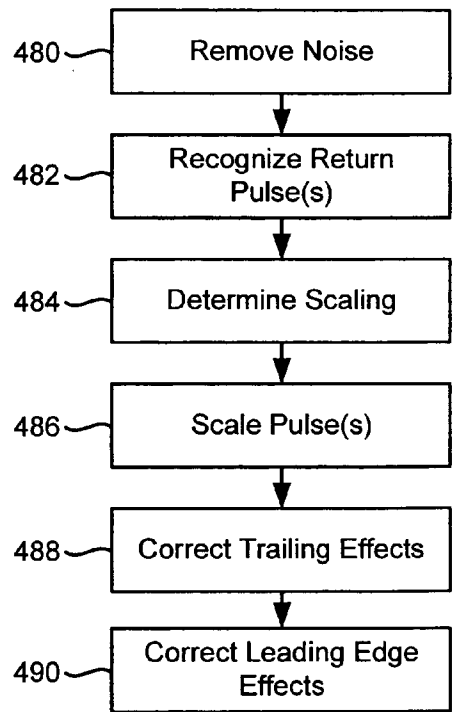 480 Remove Noise
482 Recognize Return
Pulse(s)
484 Determine Scaling
486 Scale Pulse(s)
488 Correct Trailing Effects
490 Correct Leading Edge
Effects